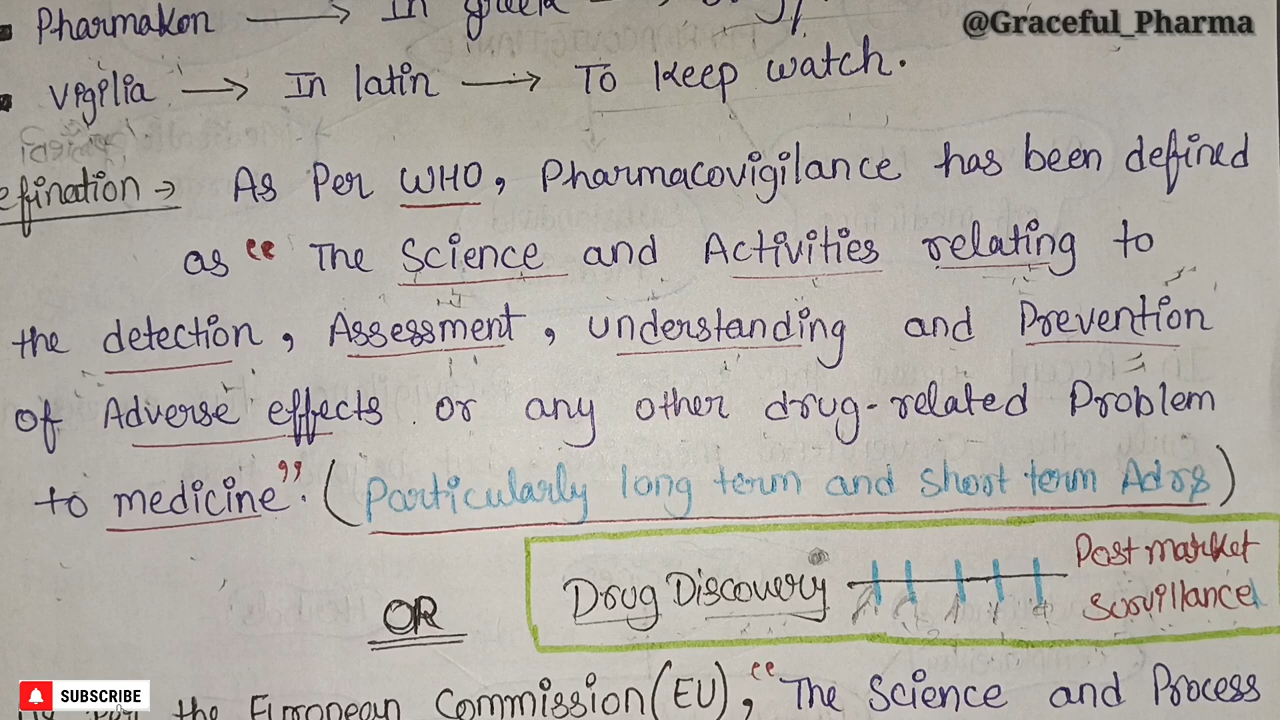 @Graceful_Pharma
Pharmakon → In
Vigilia → In latin → To Keep watch.
efination → As Per WHO, Pharmacovigilance has been defined
as "The Science and Activities relating to
the detection, Assessment, understanding and Prevention
of Adverse effects or any other drug-related Problem
to medicine". (Particularly long term and short term Adrs)
Drug Discovery Post market
survillance
OR
the European Commission (EU), "The Science and Process
SUBSCRIBE